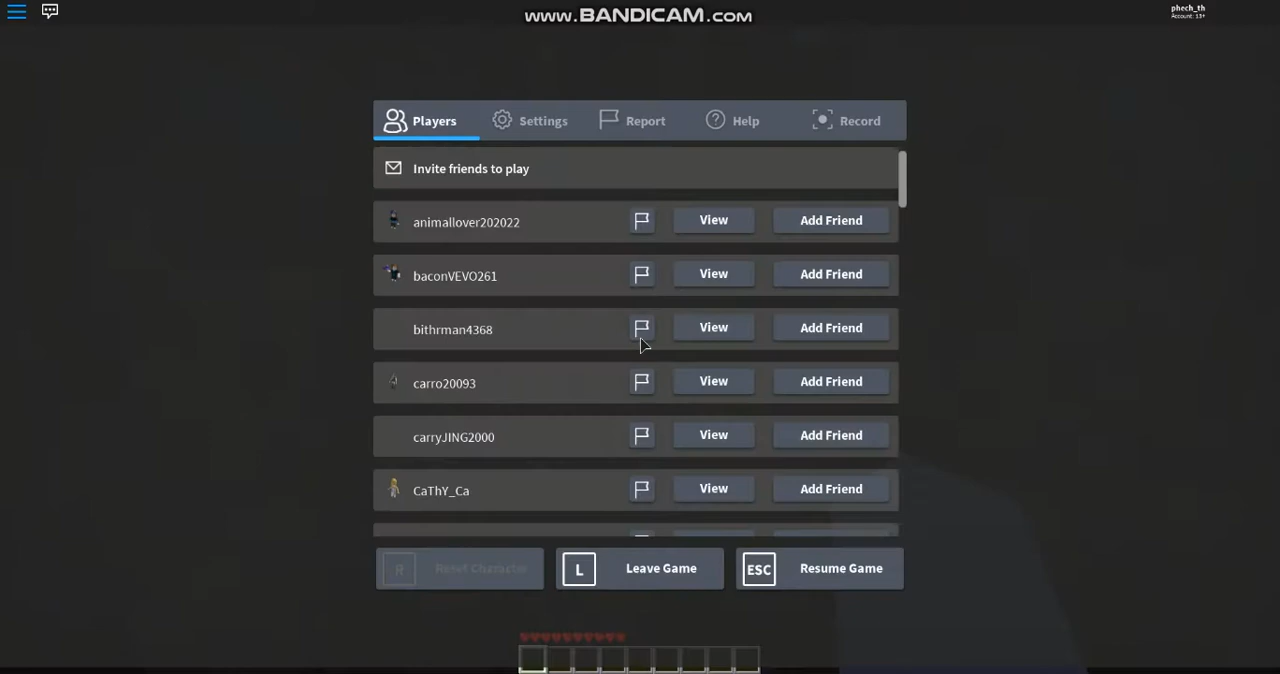 www.BANDICAM.com
phech_th
Account: 13+
Players Settings Report Help Record
Invite friends to play
animallover202022 View Add Friend
baconVEVO261 View Add Friend
bithrman4368 View Add Friend
carro20093 View Add Friend
carryJING2000 View Add Friend
CaThY_Ca View Add Friend
R Reset Character L Leave Game ESC Resume Game